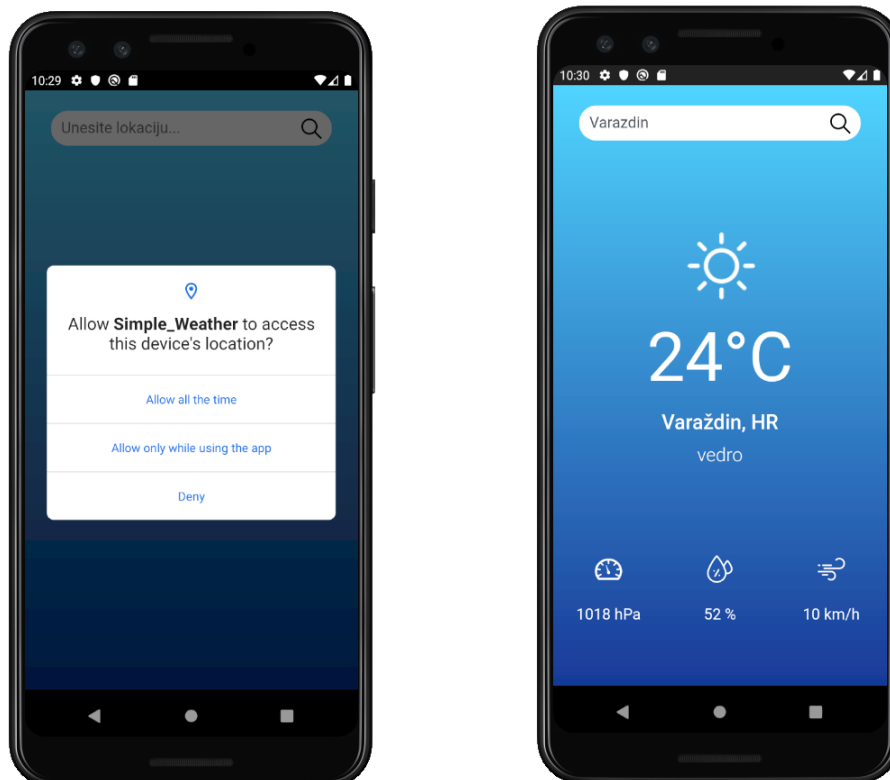 10:29
Unesite lokaciju...
Allow Simple_Weather to access
this device's location?
Allow all the time
Allow only while using the app
Deny
10:30
Varazdin
24°C
Varaždin, HR
vedro
1018 hPa
52 %
10 km/h